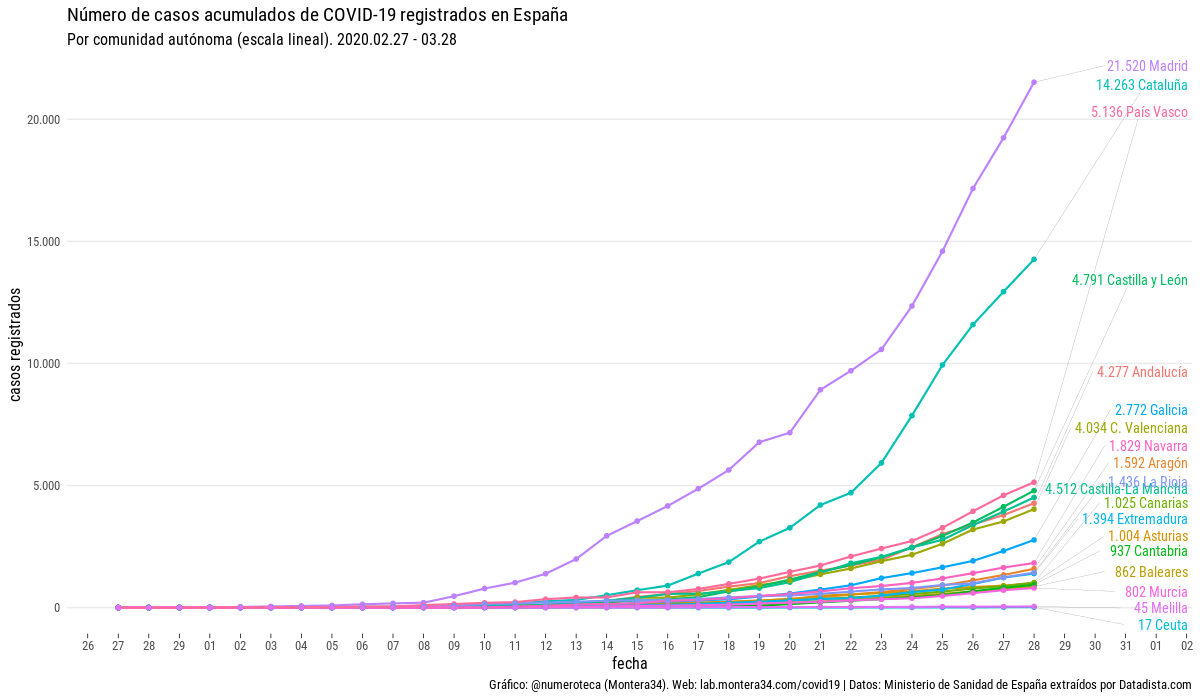 Número de casos acumulados de COVID-19 registrados en España
Por comunidad autónoma (escala lineal). 2020.02.27 - 03.28
21.520 Madrid
14.263 Cataluña
5.136 País Vasco
4.791 Castilla y León
4.277 Andalucía
2.772 Galicia
4.034 C. Valenciana
1.829 Navarra
1.592 Aragón
1.436 La Rioja
4.512 Castilla-La Mancha
1.025 Canarias
1.394 Extremadura
1.004 Asturias
937 Cantabria
862 Baleares
802 Murcia
45 Melilla
17 Ceuta
casos registrados
20.000
15.000
10.000
5.000
0
26 27 28 29 01 02 03 04 05 06 07 08 09 10 11 12 13 14 15 16 17 18 19 20 21 22 23 24 25 26 27 28 29 30 31 01 02
fecha
Gráfico: @numeroteca (Montera34). Web: lab.montera34.com/covid19 | Datos: Ministerio de Sanidad de España extraídos por Datadista.com